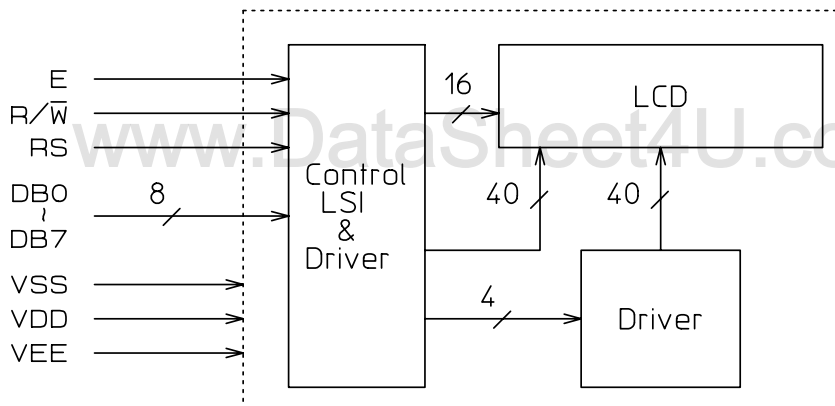 E
R/W̅
RS
DB0
~
DB7
VSS
VDD
VEE
8
Control
LSI
&
Driver
16
LCD
40
40
4
Driver
www.DataSheet4U.co